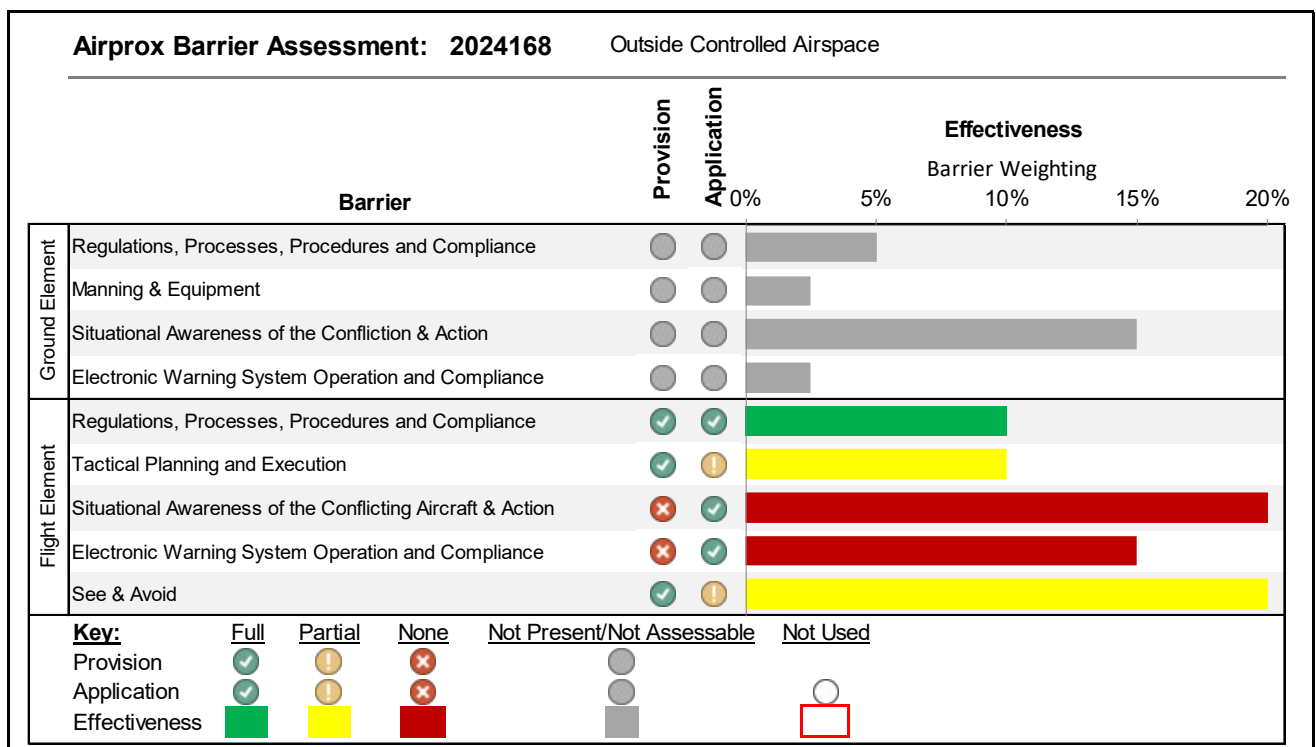 Airprox Barrier Assessment: 2024168 Outside Controlled Airspace
Provision
Application
Effectiveness
Barrier Weighting
Barrier
0% 5% 10% 15% 20%
Ground Element
Regulations, Processes, Procedures and Compliance
Manning & Equipment
Situational Awareness of the Confliction & Action
Electronic Warning System Operation and Compliance
Flight Element
Regulations, Processes, Procedures and Compliance
Tactical Planning and Execution
Situational Awareness of the Conflicting Aircraft & Action
Electronic Warning System Operation and Compliance
See & Avoid
Key: Full Partial None Not Present/Not Assessable Not Used
Provision
Application
Effectiveness